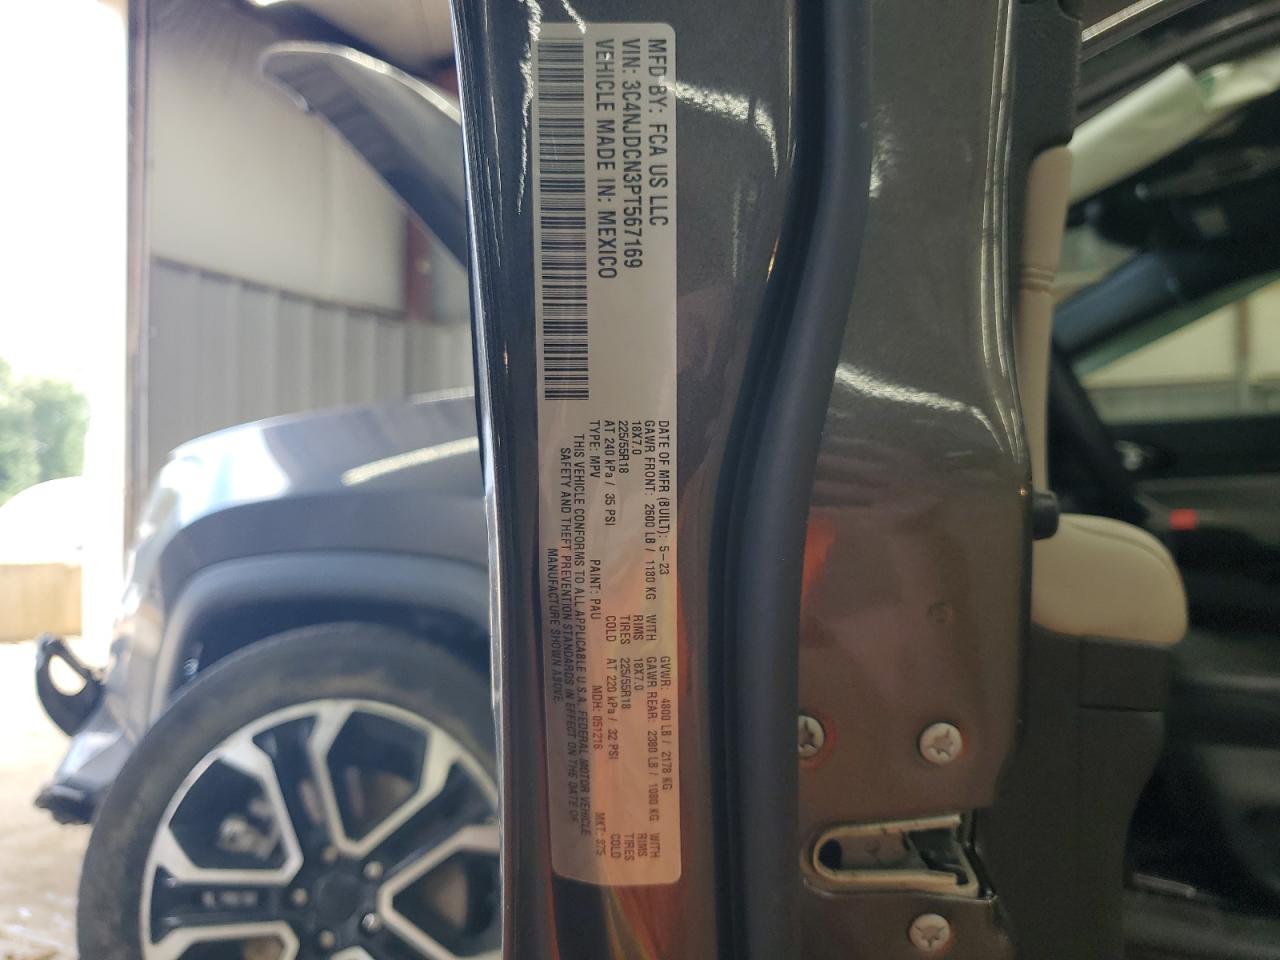 MFD BY: FCA US LLC
VIN: 3C4NJDCN3PT567169
VEHICLE MADE IN: MEXICO
DATE OF MFR (BUILT): 5-23 GVWR: 4800 LB / 2178 KG
GAWR FRONT: 2600 LB / 1180 KG WITH GAWR REAR: 2380 LB / 1080 KG WITH
18X7.0 RIMS 18X7.0 RIMS
225/55R18 TIRES 225/55R18 TIRES
AT 240 kPa / 35 PSI COLD AT 220 kPa / 32 PSI COLD
TYPE: MPV PAINT: PAU MDH: 051216 MKT: 375
THIS VEHICLE CONFORMS TO ALL APPLICABLE U.S.A. FEDERAL MOTOR VEHICLE
SAFETY AND THEFT PREVENTION STANDARDS IN EFFECT ON THE DATE OF
MANUFACTURE SHOWN ABOVE